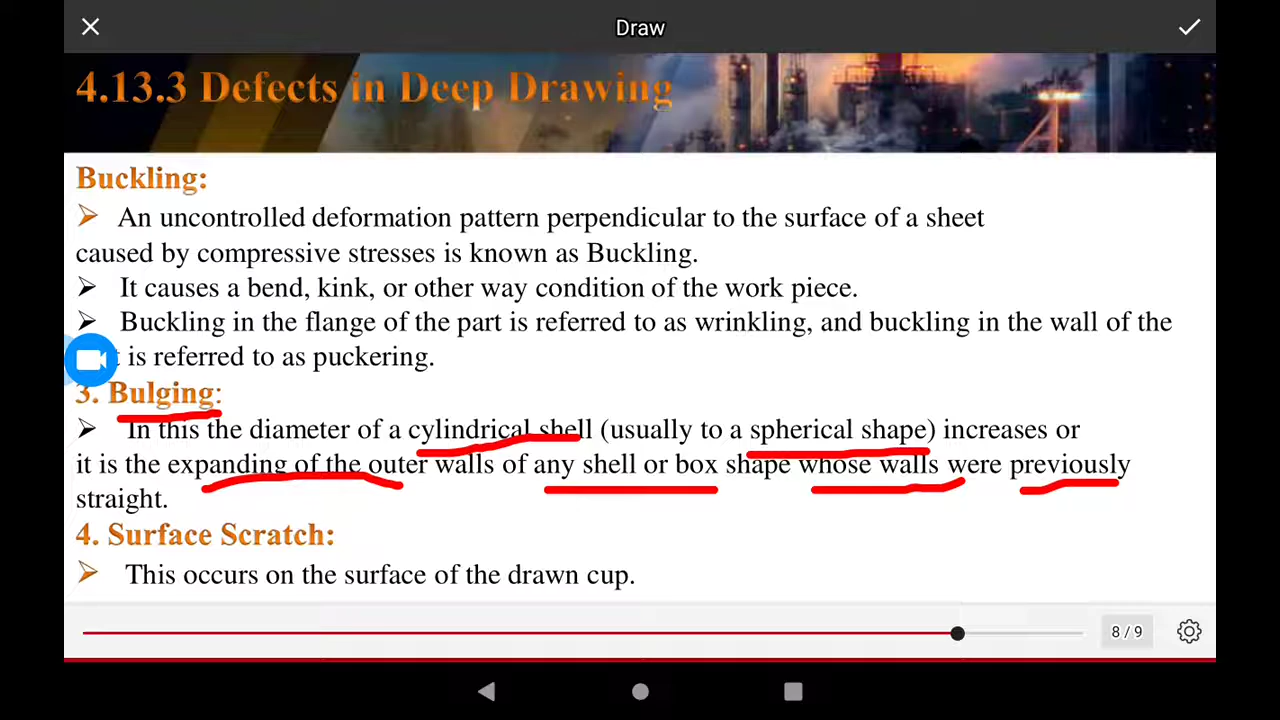 Draw
4.13.3 Defects in Deep Drawing
Buckling:
➢ An uncontrolled deformation pattern perpendicular to the surface of a sheet
caused by compressive stresses is known as Buckling.
➢ It causes a bend, kink, or other way condition of the work piece.
➢ Buckling in the flange of the part is referred to as wrinkling, and buckling in the wall of the
is referred to as puckering.
3. Bulging:
➢ In this the diameter of a cylindrical shell (usually to a spherical shape) increases or
it is the expanding of the outer walls of any shell or box shape whose walls were previously
straight.
4. Surface Scratch:
➢ This occurs on the surface of the drawn cup.
8 / 9